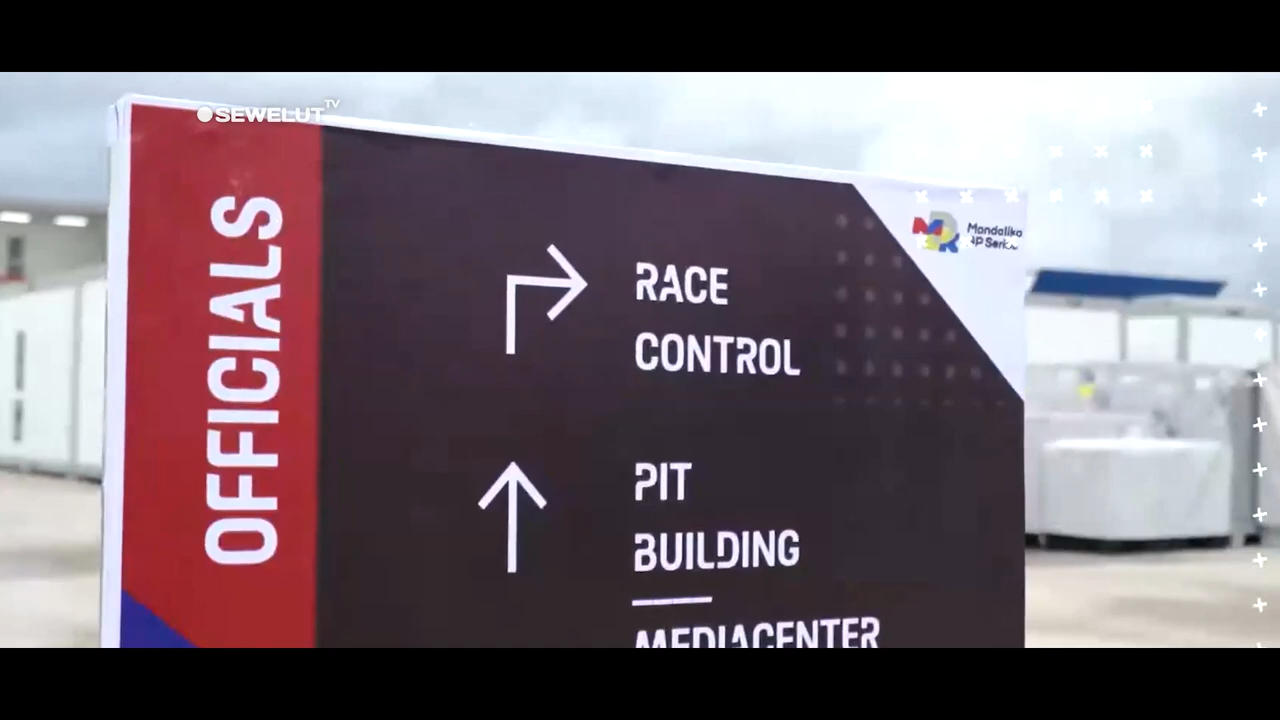 SEWELUT TV
OFFICIALS
Mandalika
RACE
CONTROL
PIT
BUILDING
MEDIACENTER